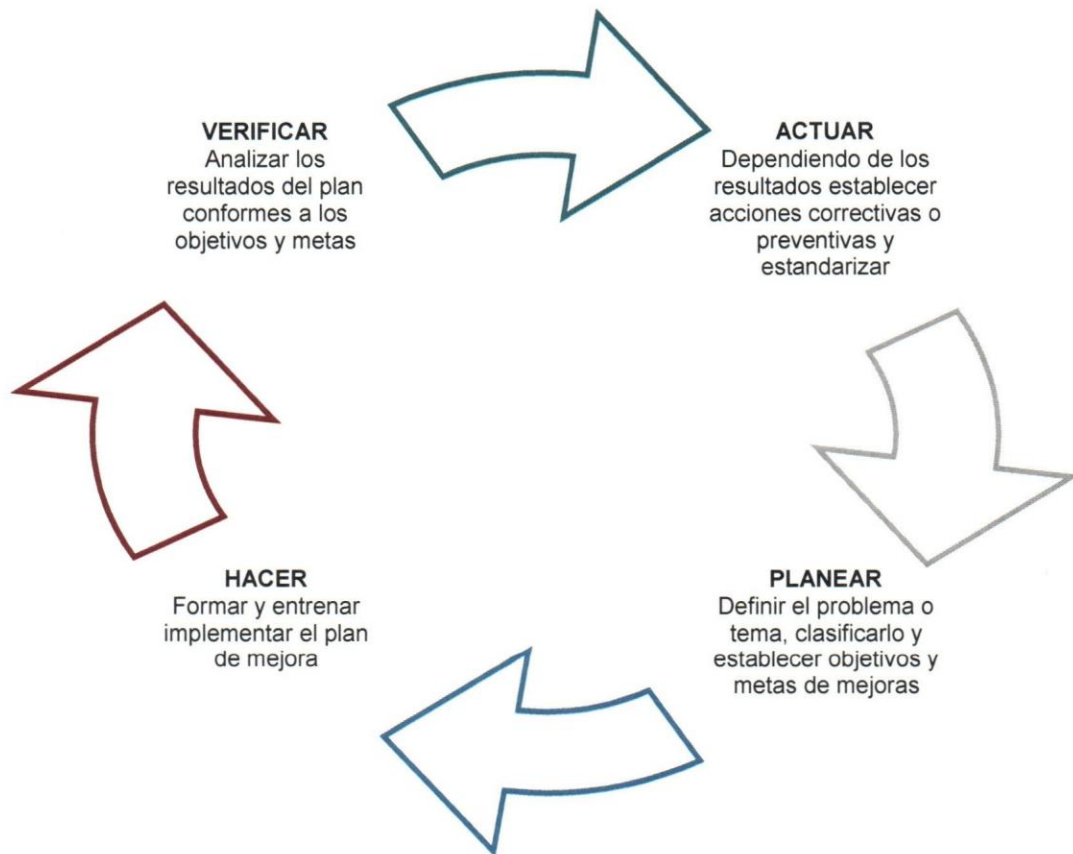 VERIFICAR
Analizar los
resultados del plan
conformes a los
objetivos y metas
ACTUAR
Dependiendo de los
resultados establecer
acciones correctivas o
preventivas y
estandarizar
HACER
Formar y entrenar
implementar el plan
de mejora
PLANEAR
Definir el problema o
tema, clasificarlo y
establecer objetivos y
metas de mejoras